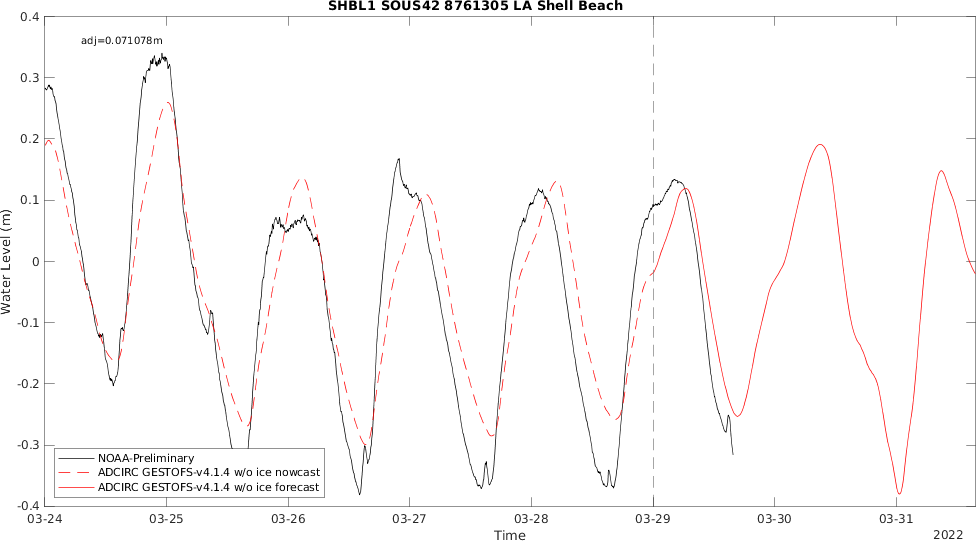 SHBL1 SOUS42 8761305 LA Shell Beach
adj=0.071078m
0.4
0.3
0.2
0.1
0
-0.1
-0.2
-0.3
-0.4
Water Level (m)
NOAA-Preliminary
ADCIRC GESTOFS-v4.1.4 w/o ice nowcast
ADCIRC GESTOFS-v4.1.4 w/o ice forecast
03-24 03-25 03-26 03-27 03-28 03-29 03-30 03-31
Time
2022